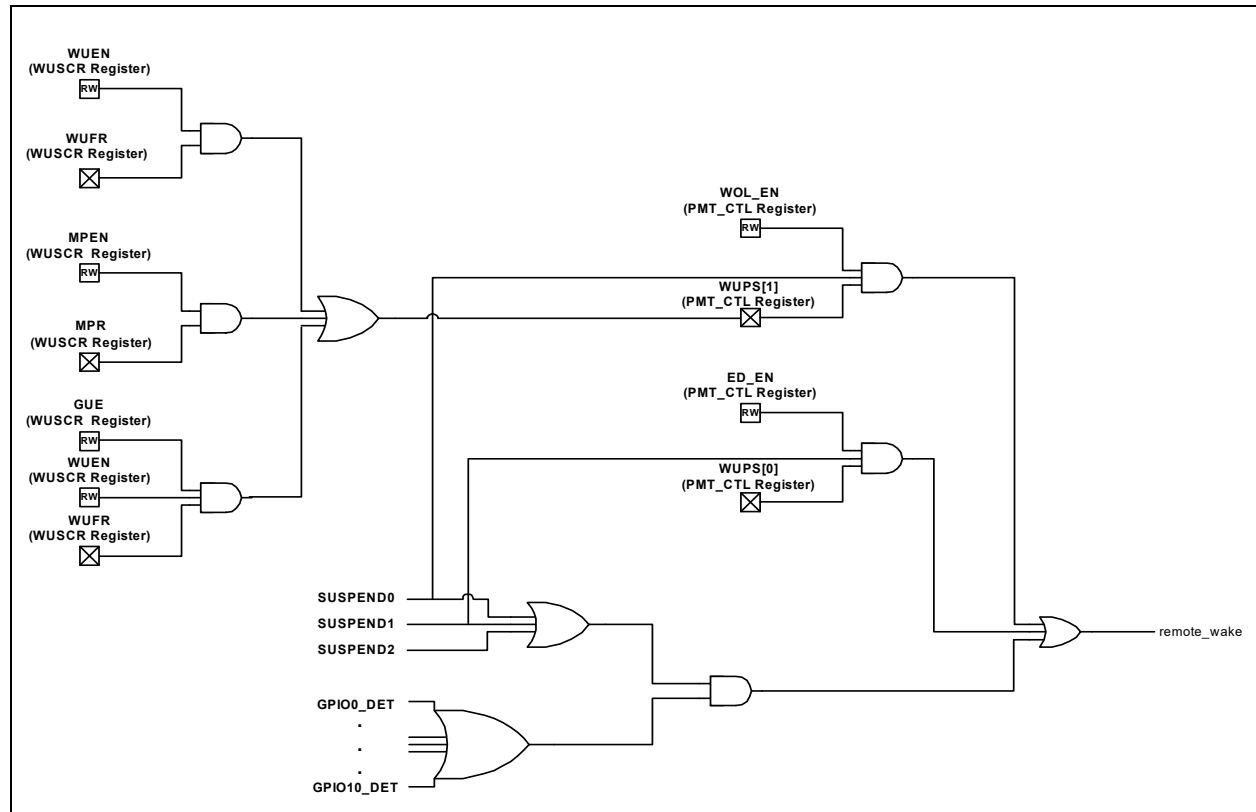 WUEN
(WUSCR Register)
RW
WUFR
(WUSCR Register)
MPEN
(WUSCR Register)
RW
MPR
(WUSCR Register)
GUE
(WUSCR Register)
RW
WUEN
(WUSCR Register)
RW
WUFR
(WUSCR Register)
WOL_EN
(PMT_CTL Register)
RW
WUPS[1]
(PMT_CTL Register)
ED_EN
(PMT_CTL Register)
RW
WUPS[0]
(PMT_CTL Register)
SUSPEND0
SUSPEND1
SUSPEND2
GPIO0_DET
.
.
.
GPIO10_DET
remote_wake